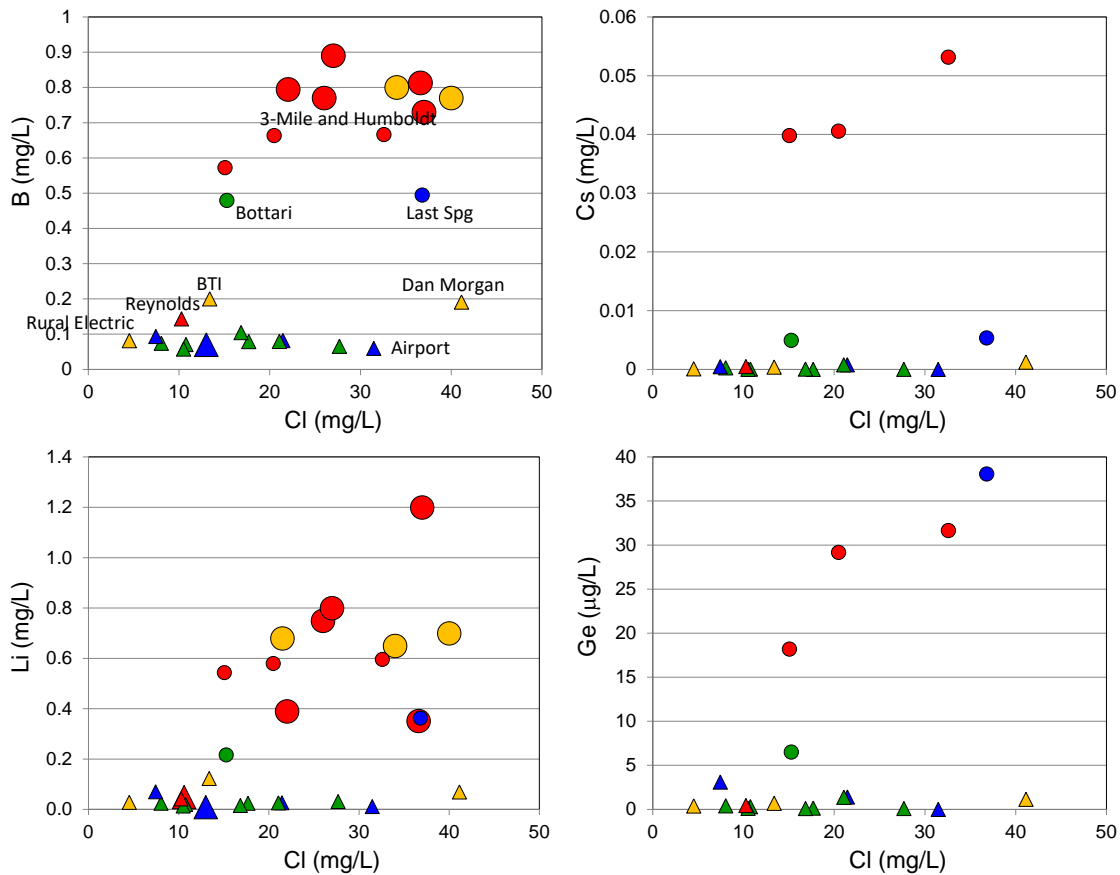 1
0.9
0.8
0.7
0.6
0.5
0.4
0.3
0.2
0.1
0
B (mg/L)
3-Mile and Humboldt
Bottari
Last Spg
BTI
Dan Morgan
Reynolds
Rural Electric
Airport
0 10 20 30 40 50
Cl (mg/L)
0.06
0.05
0.04
0.03
0.02
0.01
0
Cs (mg/L)
0 10 20 30 40 50
Cl (mg/L)
1.4
1.2
1.0
0.8
0.6
0.4
0.2
0.0
Li (mg/L)
0 10 20 30 40 50
Cl (mg/L)
40
35
30
25
20
15
10
5
0
Ge (µg/L)
0 10 20 30 40 50
Cl (mg/L)